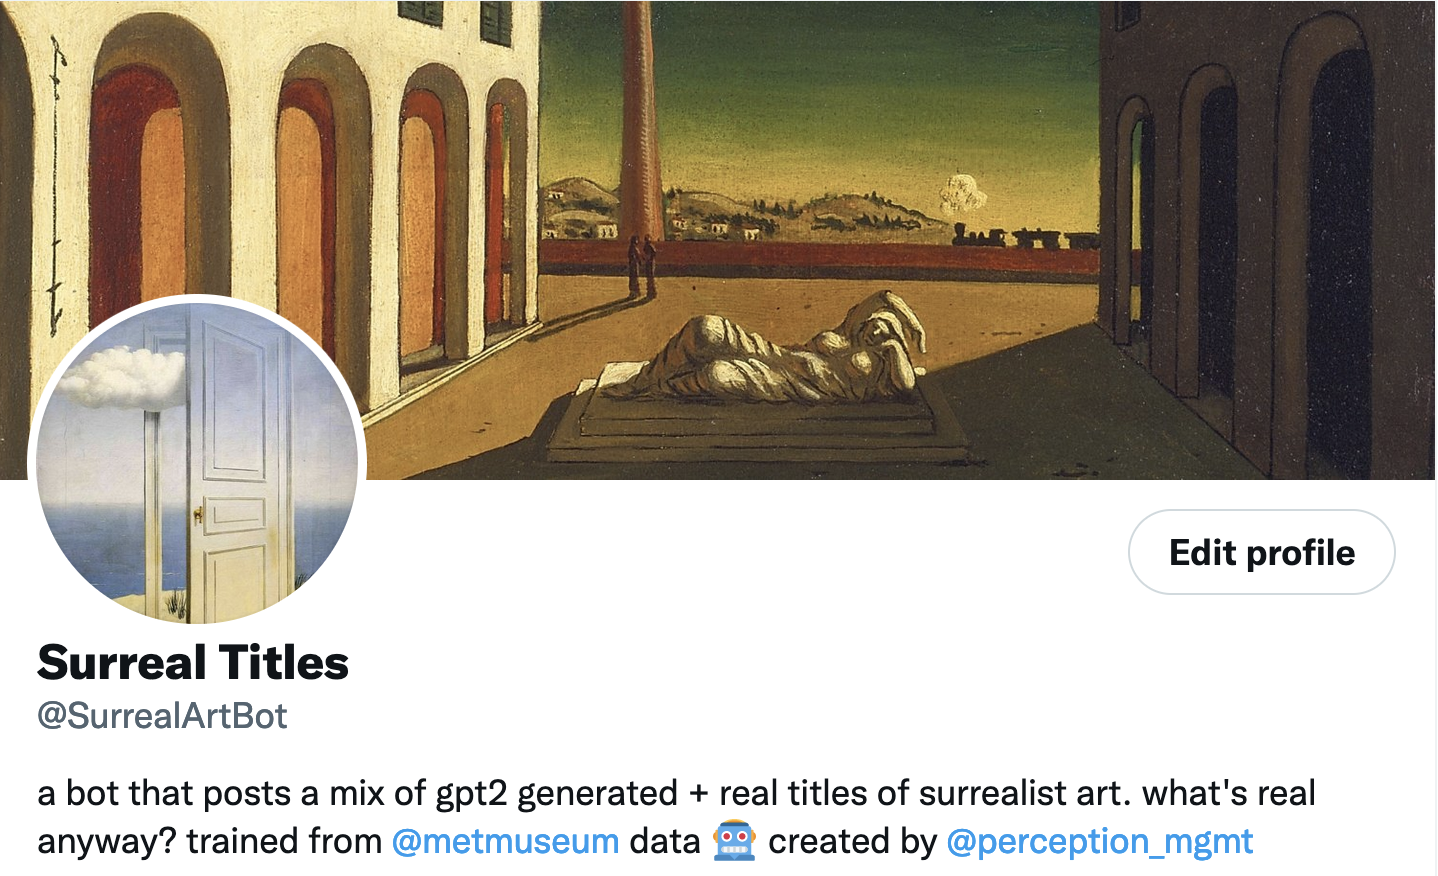 Edit profile
Surreal Titles
@SurrealArtBot
a bot that posts a mix of gpt2 generated + real titles of surrealist art. what's real
anyway? trained from @metmuseum data 🤖 created by @perception_mgmt